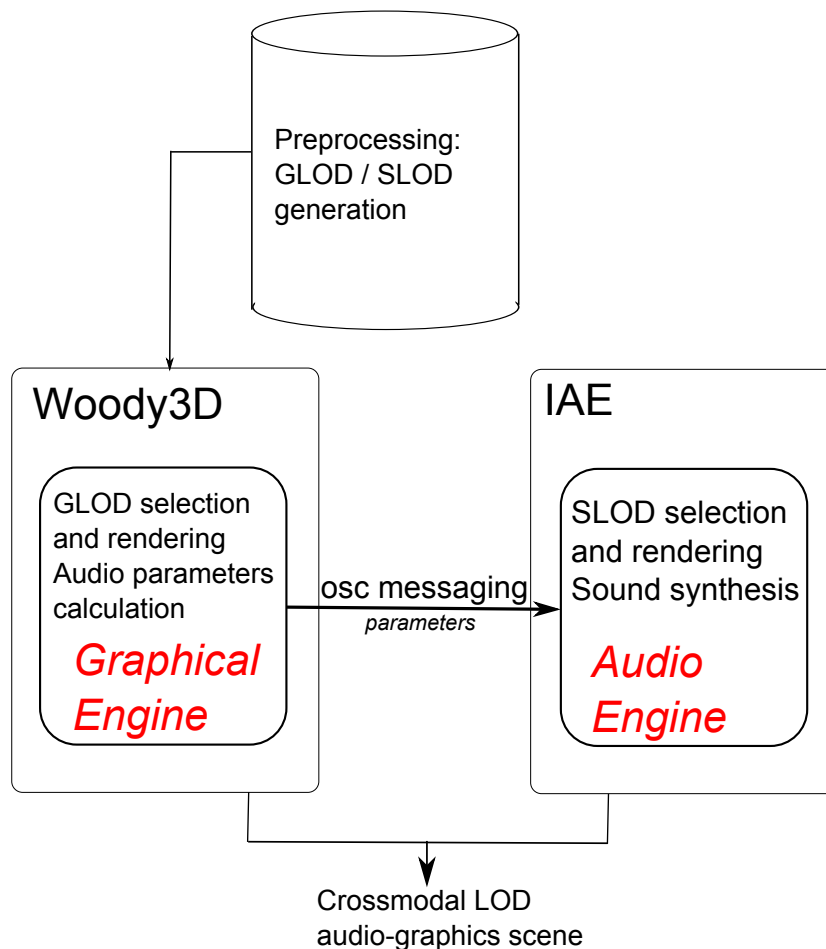 Preprocessing:
GLOD / SLOD
generation
Woody3D
GLOD selection
and rendering
Audio parameters
calculation
Graphical
Engine
osc messaging
parameters
IAE
SLOD selection
and rendering
Sound synthesis
Audio
Engine
Crossmodal LOD
audio-graphics scene